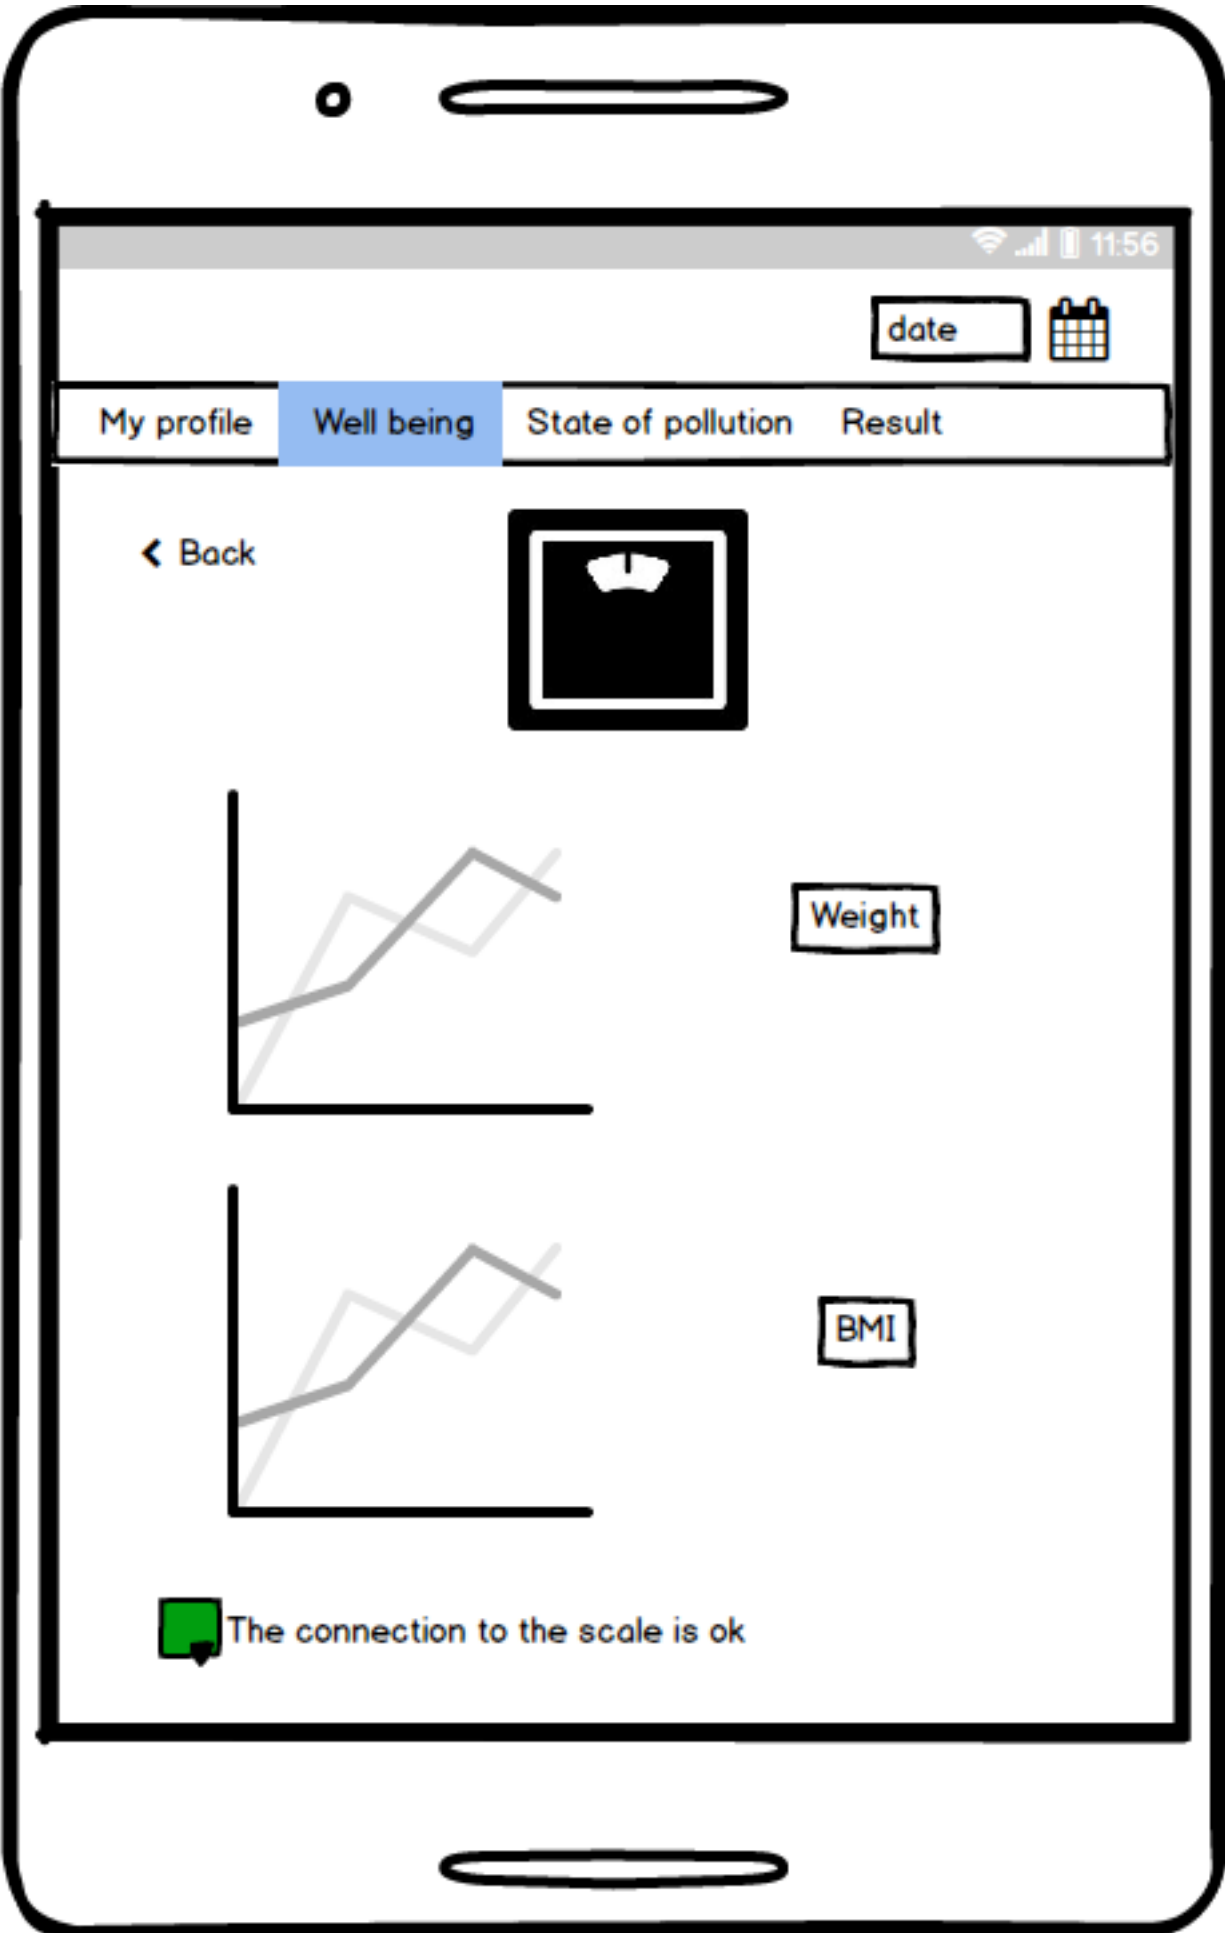 11:56
date
My profile Well being State of pollution Result
Back
Weight
BMI
The connection to the scale is ok